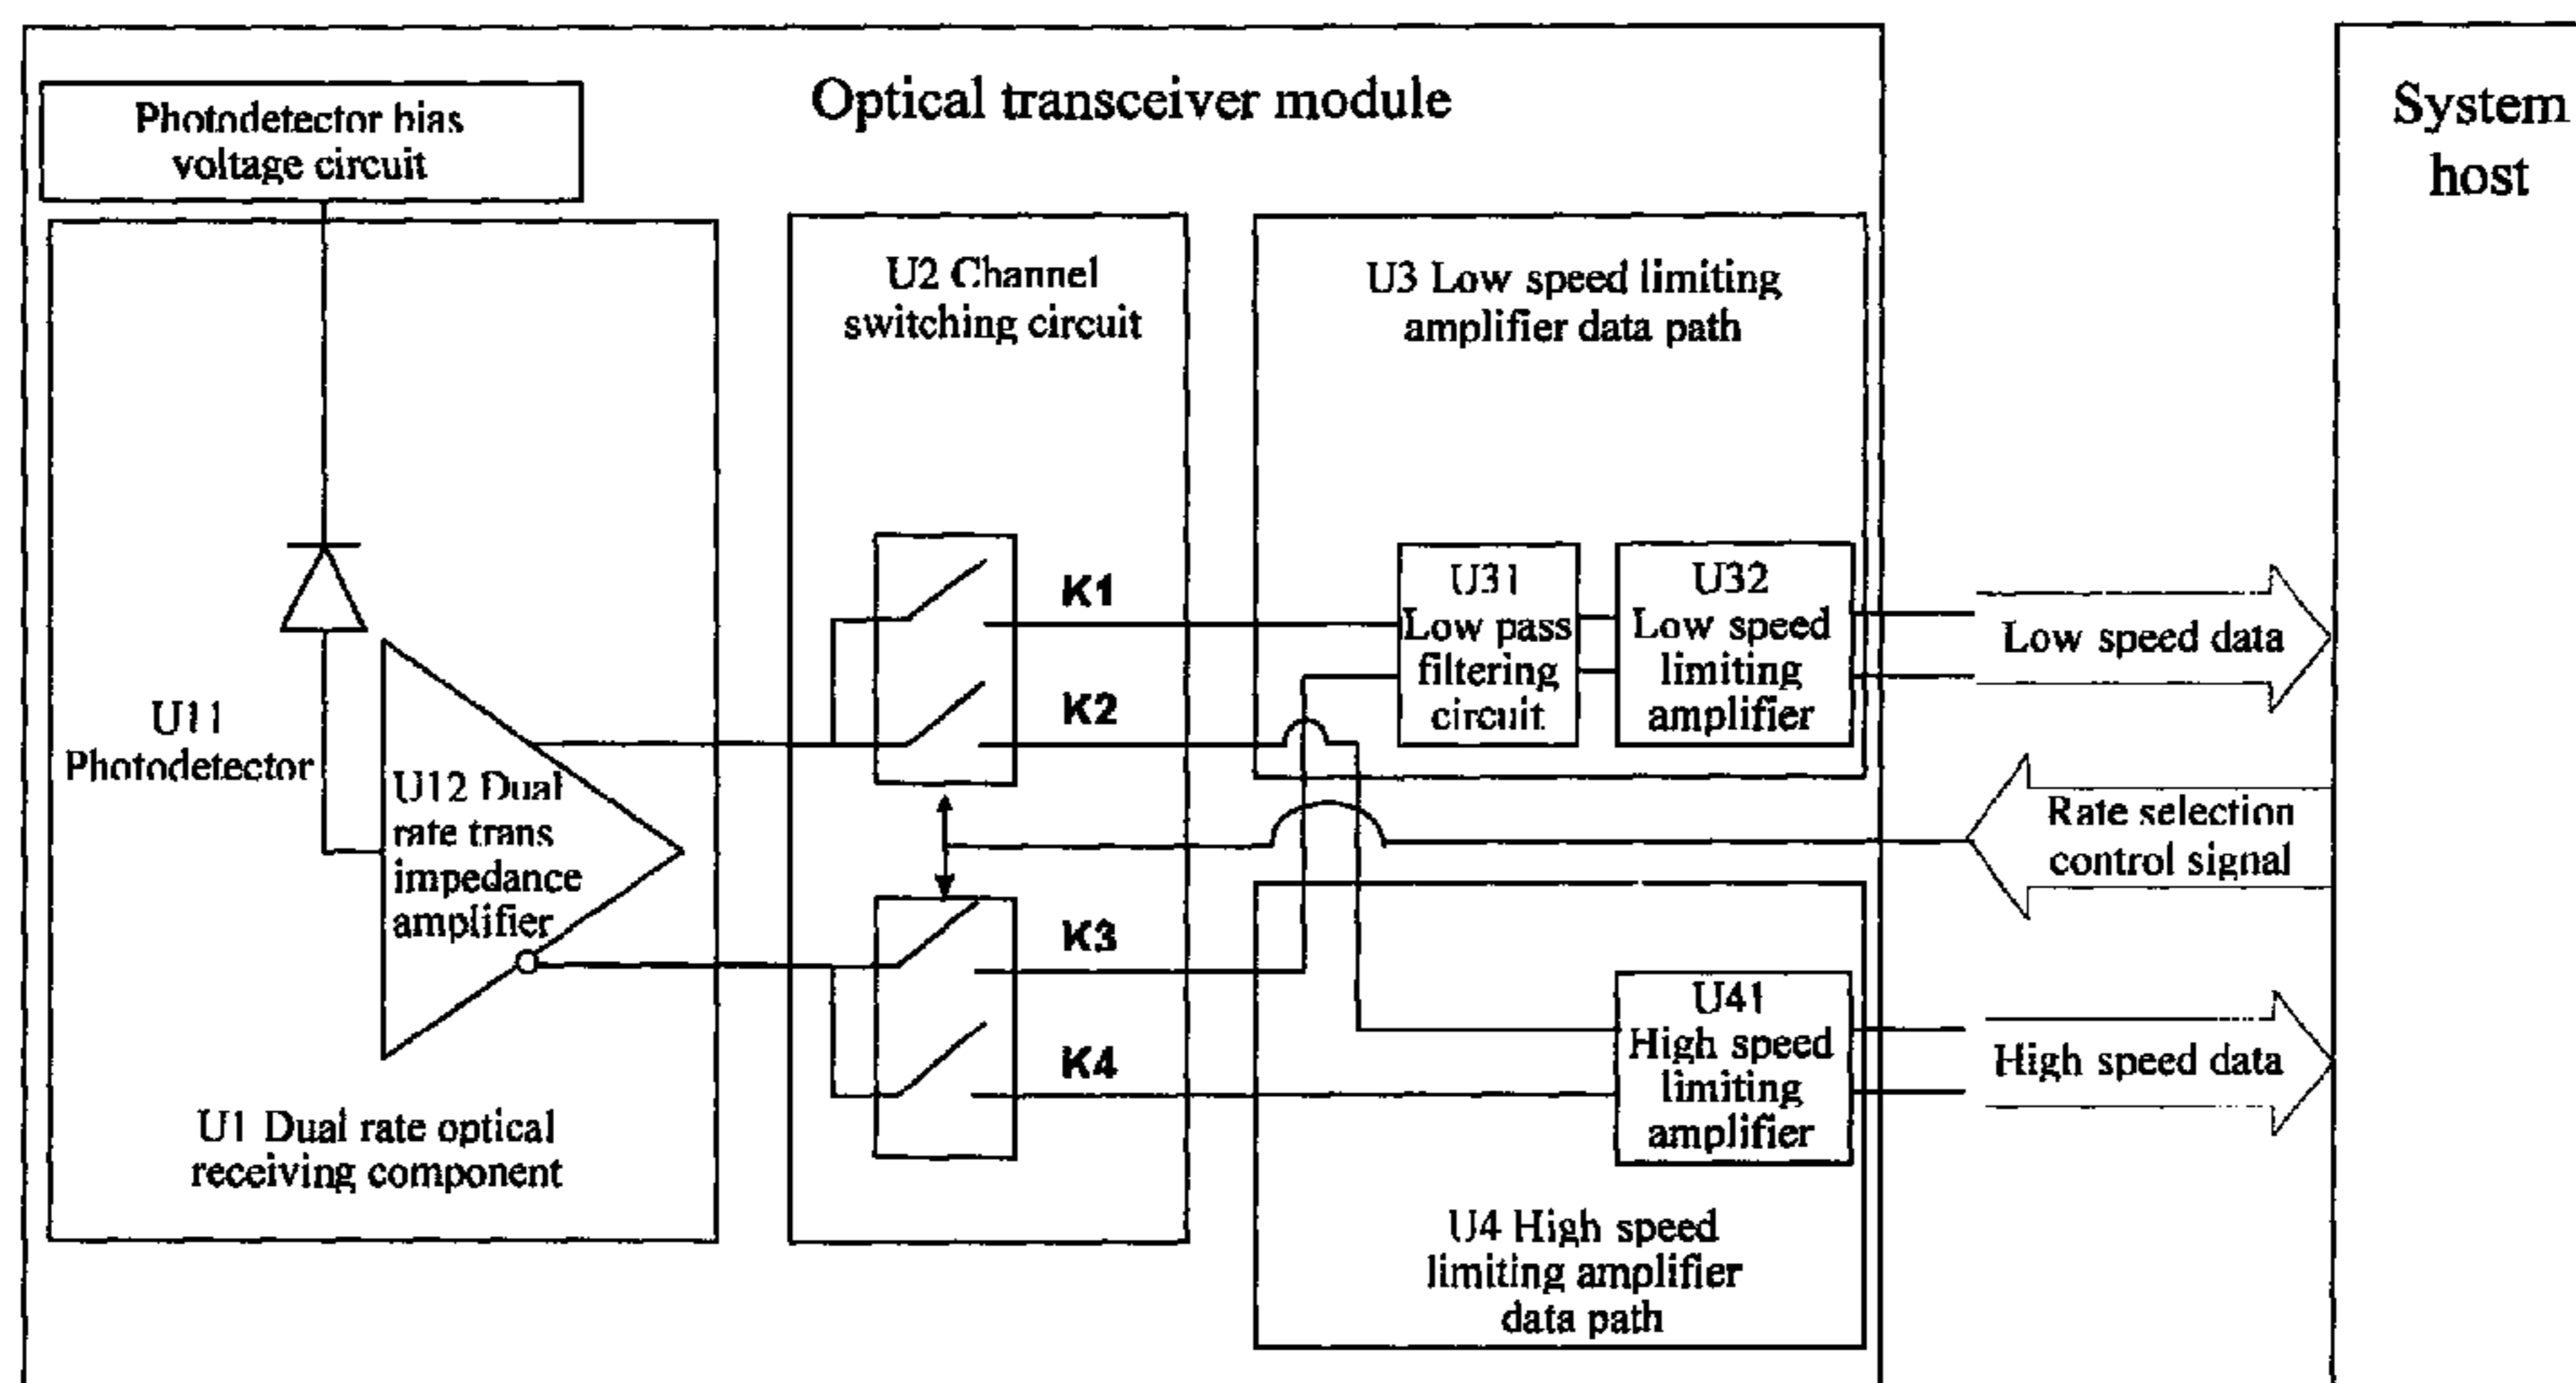 Optical transceiver module
System
host
Photodetector bias
voltage circuit
U2 Channel
switching circuit
U3 Low speed limiting
amplifier data path
K1
K2
U31
Low pass
filtering
circuit
U32
Low speed
limiting
amplifier
Low speed data
U11
Photodetector
U12 Dual
rate trans
impedance
amplifier
Rate selection
control signal
K3
K4
U41
High speed
limiting
amplifier
High speed data
U1 Dual rate optical
receiving component
U4 High speed
limiting amplifier
data path